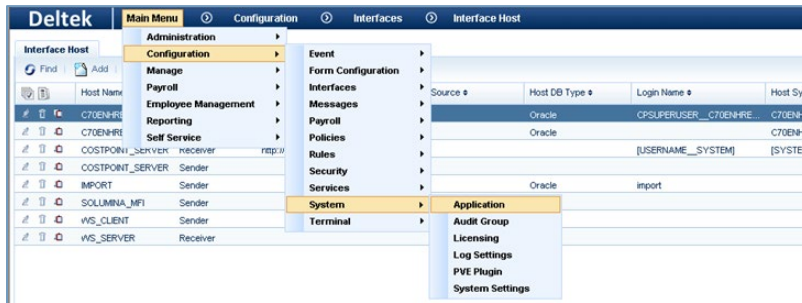 Deltek Main Menu Configuration Interfaces Interface Host
Administration
Interface Host Configuration Event
Find Add Manage Form Configuration
Payroll Interfaces
Host Name Employee Management Messages Source Host DB Type Login Name Host Sy
Reporting Payroll
C70ENHRE Self Service Policies Oracle CPSUPERUSER__C70ENHRE... C70ENH
C70ENHRE Rules Oracle C70ENH
COSTPOINT_SERVER Receiver http:// Security [USERNAME__SYSTEM] [SYSTE
COSTPOINT_SERVER Sender Services
IMPORT Sender Oracle import
SOLUMINA_MFI Sender System Application
WS_CLIENT Sender Terminal Audit Group
WS_SERVER Receiver Licensing
Log Settings
PVE Plugin
System Settings